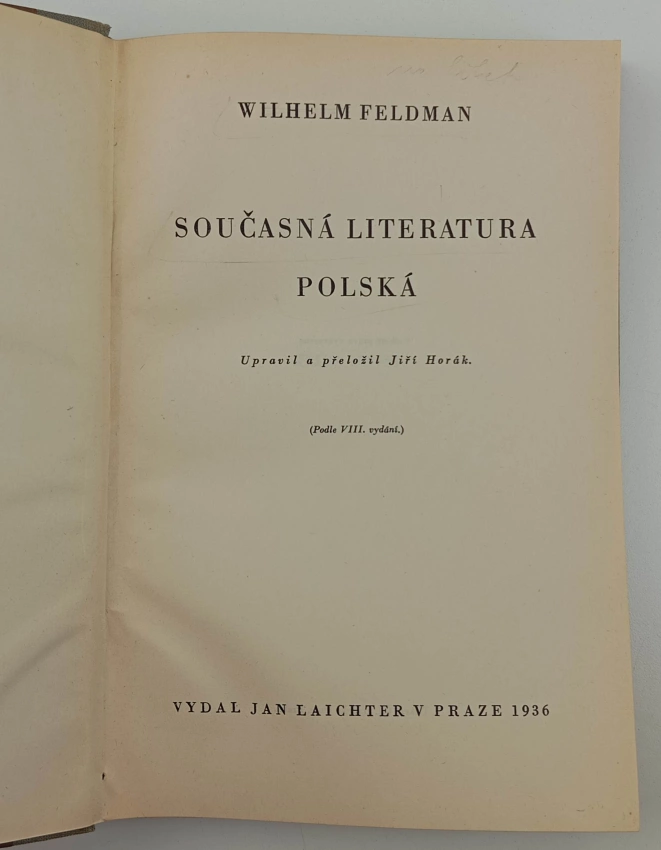 WILHELM FELDMAN
SOUČASNÁ LITERATURA
POLSKÁ
Upravil a přeložil Jiří Horák.
(Podle VIII. vydání.)
VYDAL JAN LAICHTER V PRAZE 1936